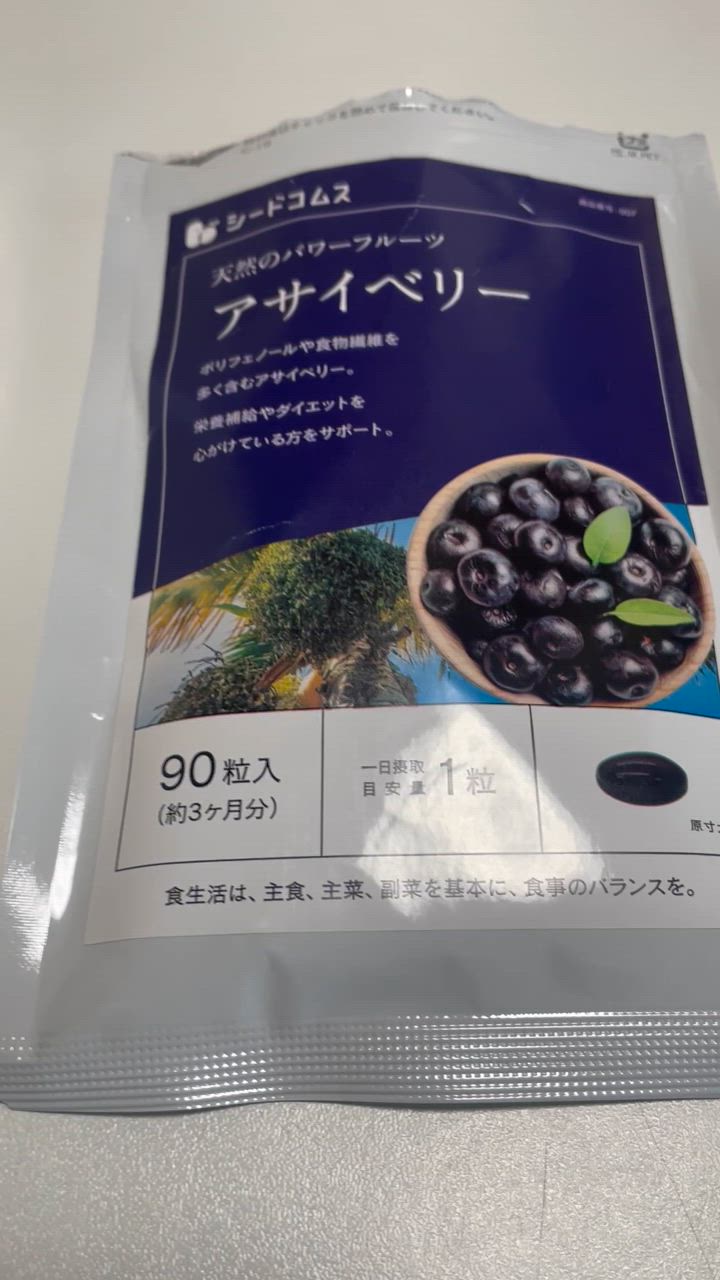 シードコムス
天然のパワーフルーツ
アサイベリー
ポリフェノールや食物繊維を
多く含むアサイベリー。
栄養補給やダイエットを
心がけている方をサポート。
90粒入
(約3ヶ月分)
一日摂取
目安量
1粒
原寸
食生活は、主食、主菜、副菜を基本に、食事のバランスを。